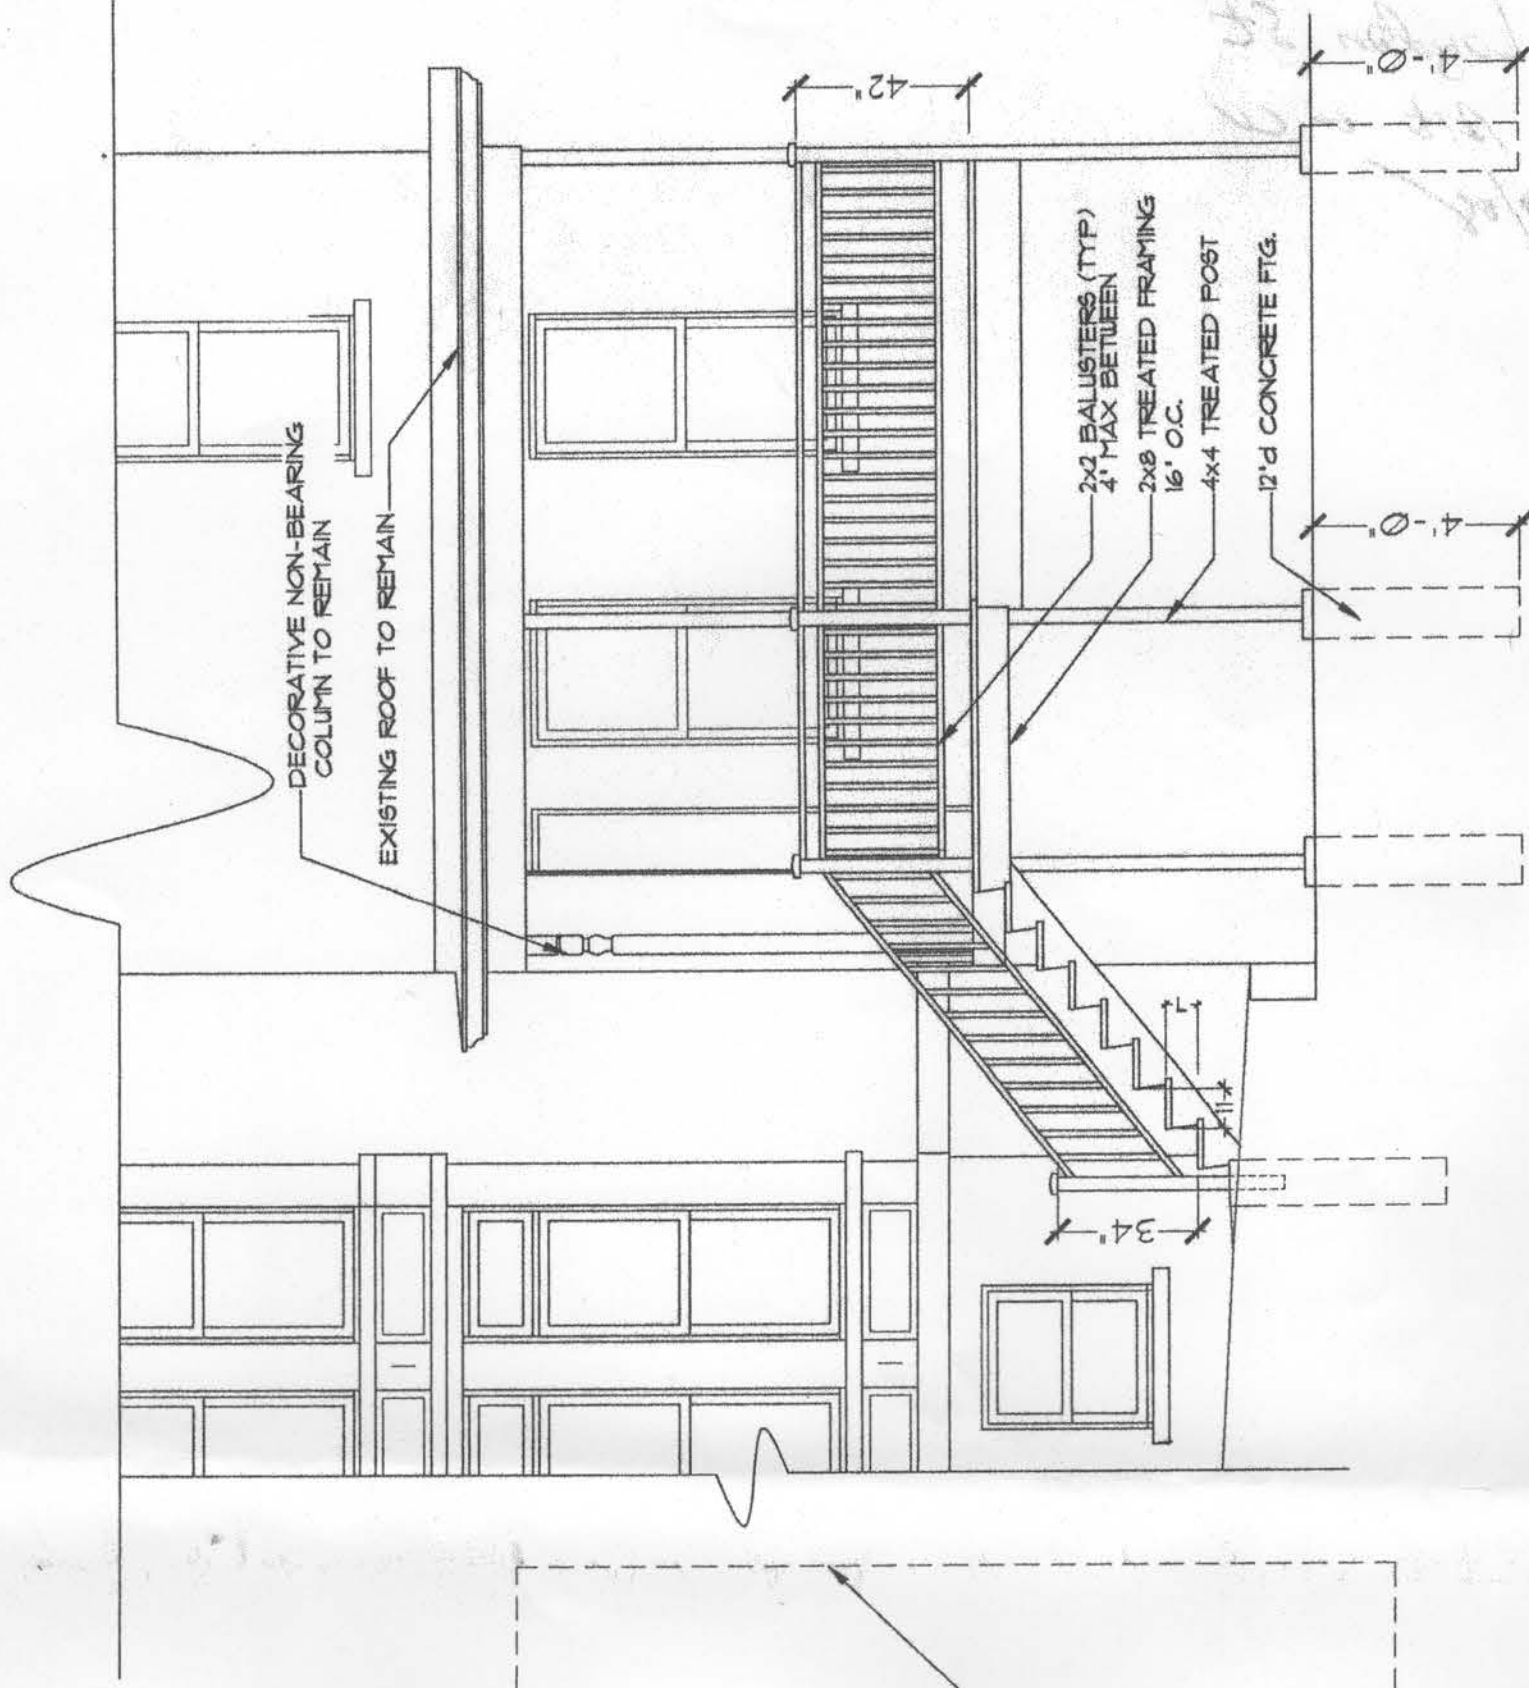 DECORATIVE NON-BEARING
COLUMN TO REMAIN
EXISTING ROOF TO REMAIN
42"
2x2 BALUSTERS (TYP)
4" MAX BETWEEN
2x8 TREATED FRAMING
16" O.C.
4x4 TREATED POST
12"d CONCRETE FTG.
4'-0"
4'-0"
34"
7
11